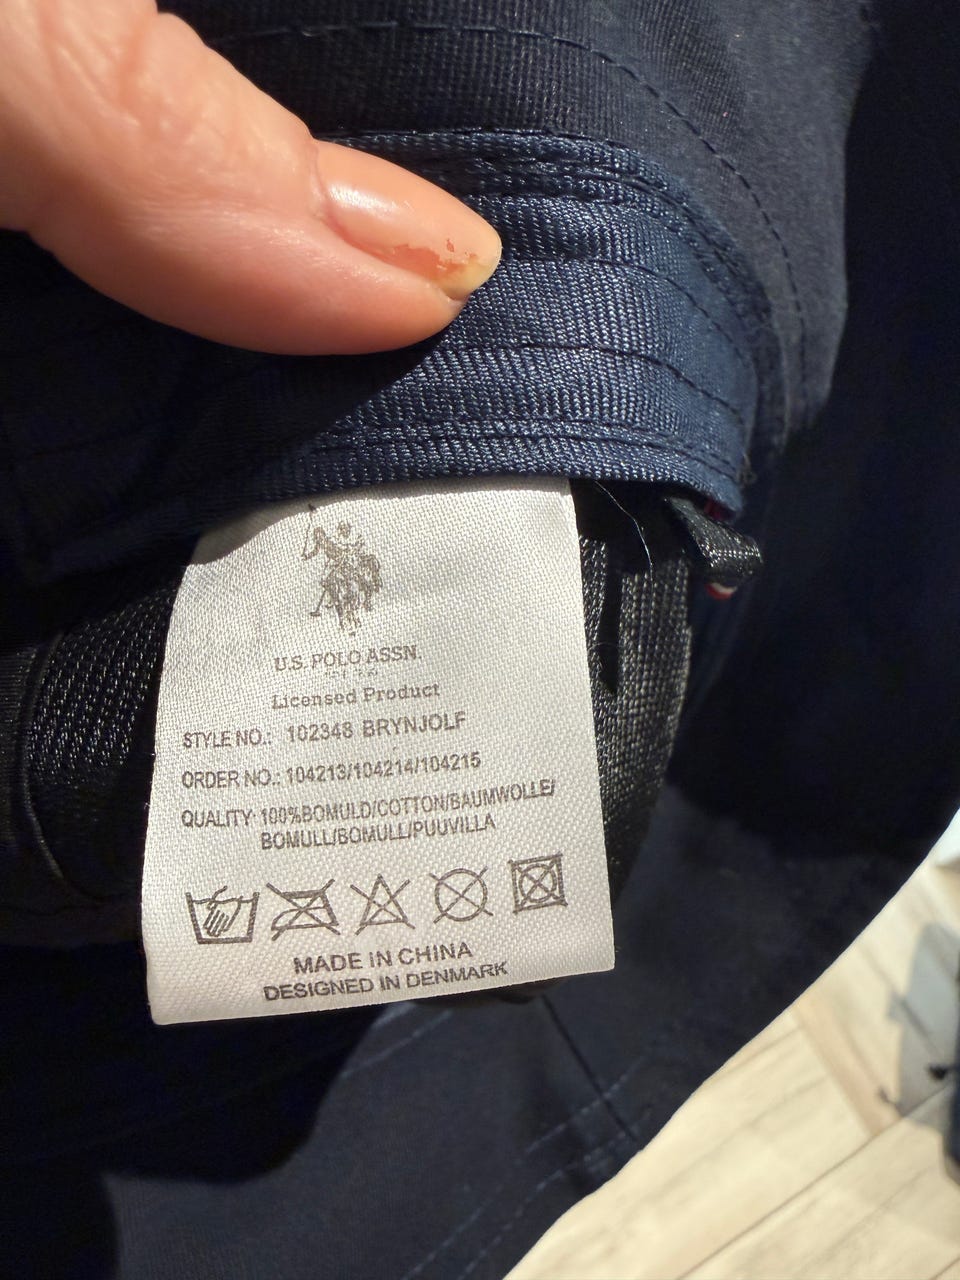 U.S. POLO ASSN.
Licensed Product
STYLE NO.: 102348 BRYNJOLF
ORDER NO.: 104213/104214/104215
QUALITY: 100%BOMULD/COTTON/BAUMWOLLE/
BOMULL/BOMULL/PUUVILLA
MADE IN CHINA
DESIGNED IN DENMARK